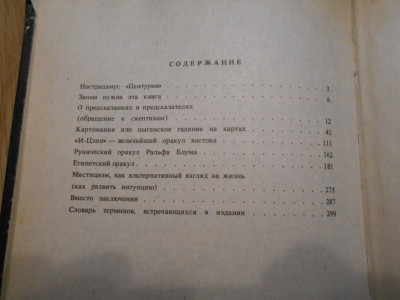 СОДЕРЖАНИЕ
Нострадамус «Центурии» . . . . . . . . . . . . . 3
Зачем нужна эта книга . . . . . . . . . . . . . 6
О предсказаниях и предсказателях
(обращение к скептикам) . . . . . . . . . . . . 12
Картомания или цыганское гадание на картах . . . . . 41
«И-Цзин» — величайший оракул востока . . . . . . . 111
Рунический оракул Ральфа Блума . . . . . . . . . . 162
Египетский оракул . . . . . . . . . . . . . . . 181
Мистицизм, как альтернативный взгляд на жизнь
(как развить интуицию) . . . . . . . . . . . . . 275
Вместо заключения . . . . . . . . . . . . . . . 287
Словарь терминов, встречающихся в издании . . . . . 299